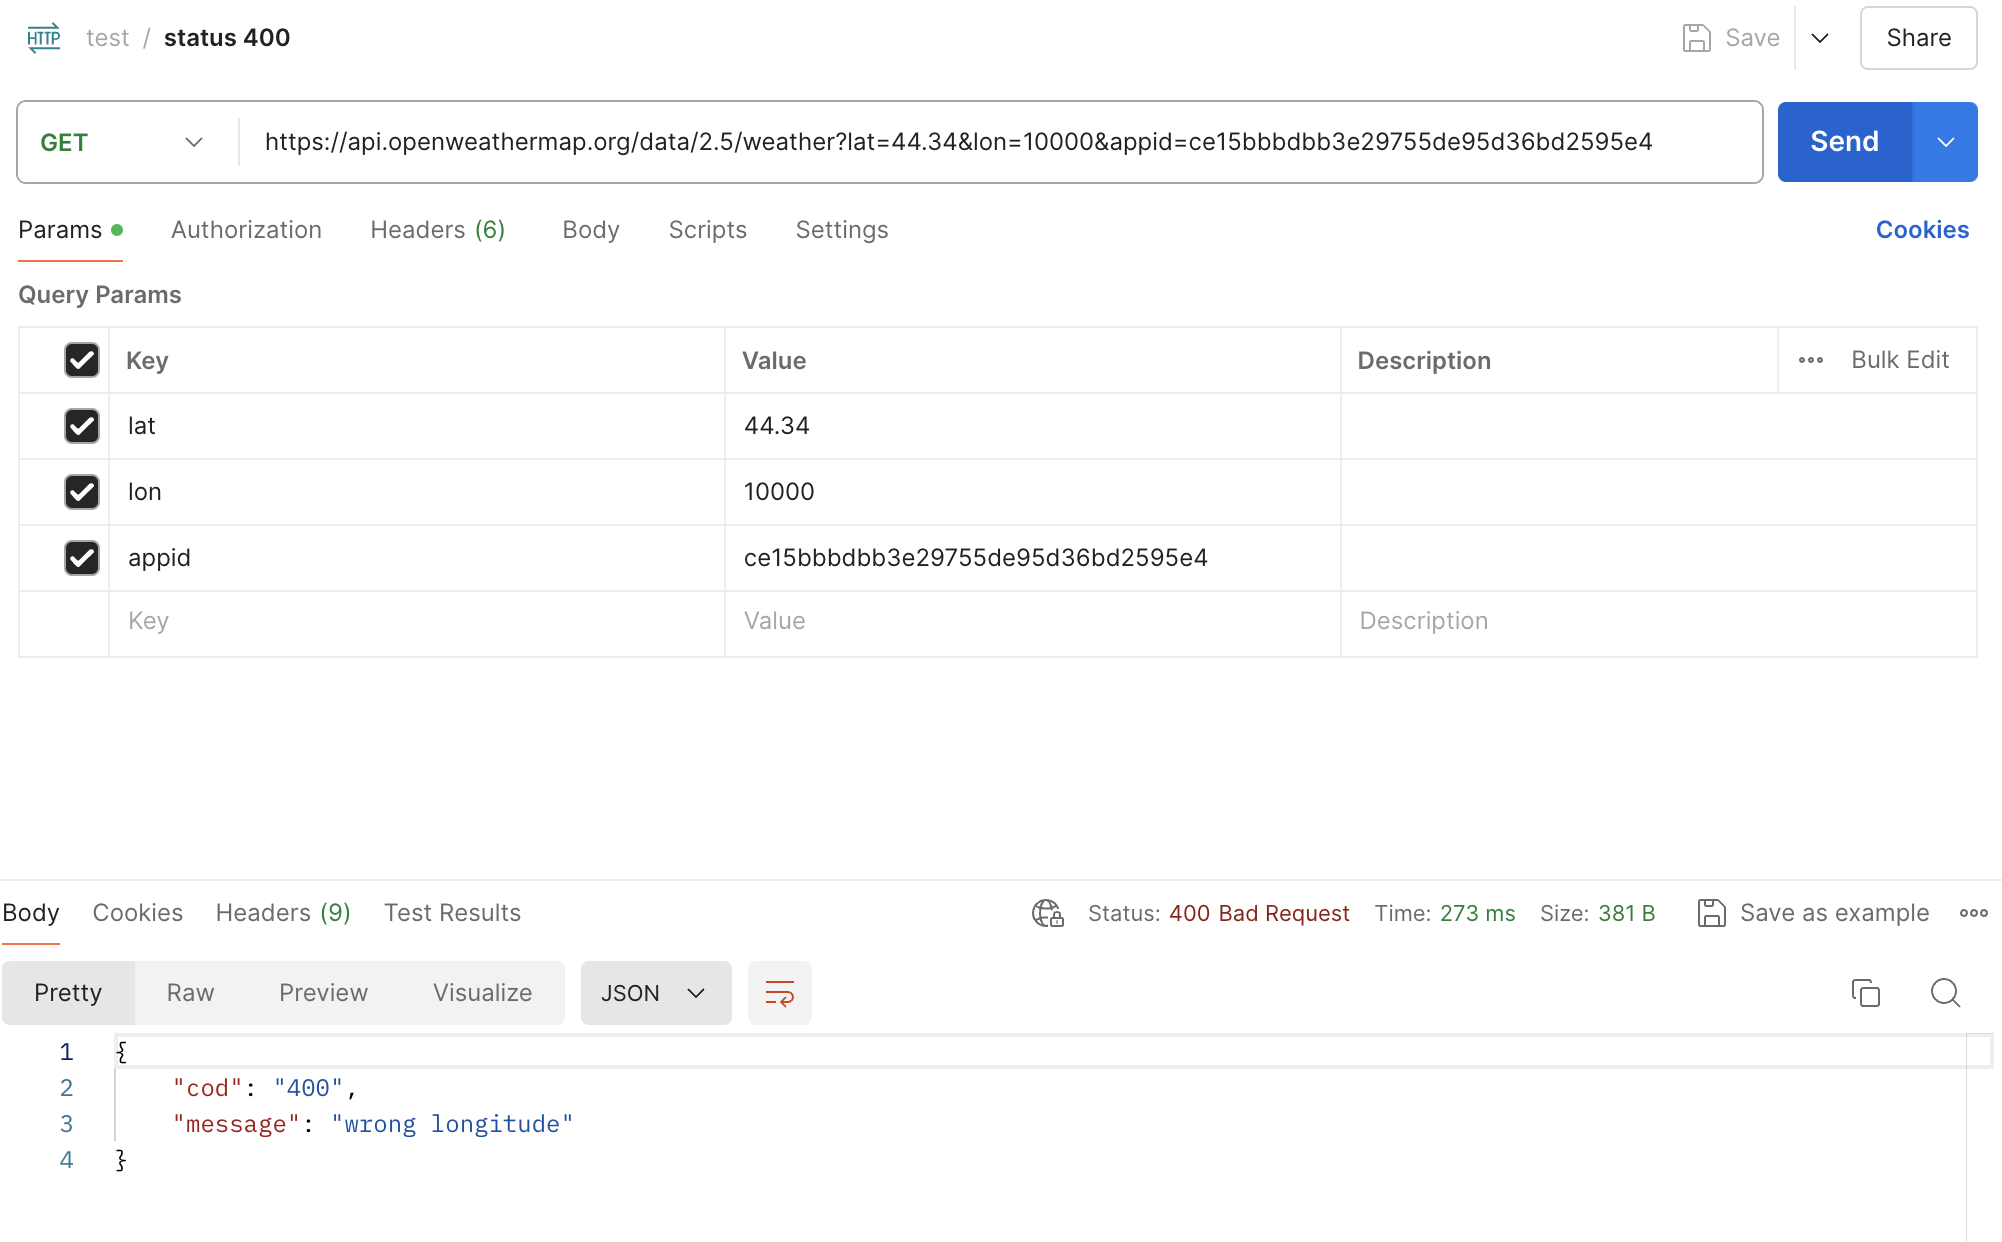 HTTP test / status 400 Save Share
GET https://api.openweathermap.org/data/2.5/weather?lat=44.34&lon=10000&appid=ce15bbbdbb3e29755de95d36bd2595e4 Send
Params Authorization Headers (6) Body Scripts Settings Cookies
Query Params
Key Value Description Bulk Edit
lat 44.34
lon 10000
appid ce15bbbdbb3e29755de95d36bd2595e4
Key Value Description
Body Cookies Headers (9) Test Results Status: 400 Bad Request Time: 273 ms Size: 381 B Save as example
Pretty Raw Preview Visualize JSON
1 {
2 "cod": "400",
3 "message": "wrong longitude"
4 }